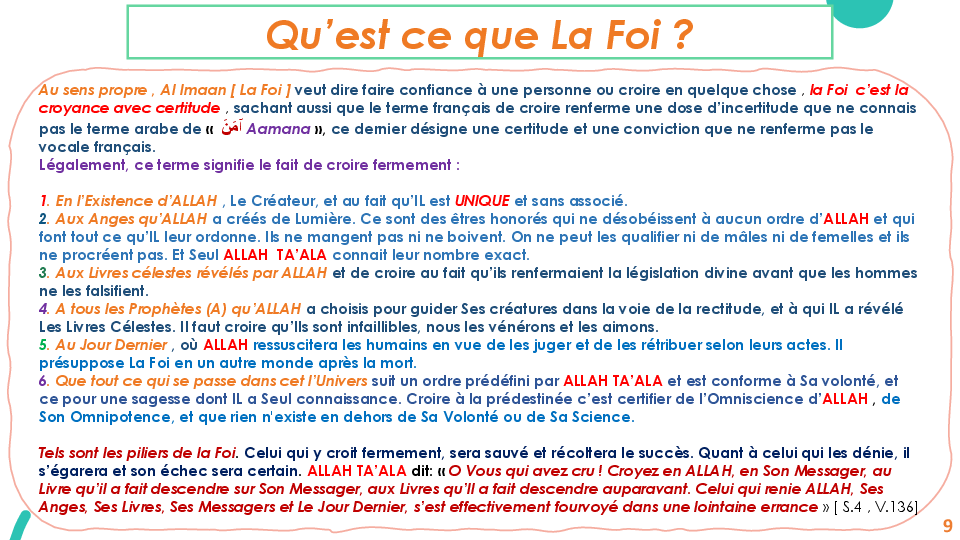 Qu’est ce que La Foi ?
Au sens propre , Al Imaan [ La Foi ] veut dire faire confiance à une personne ou croire en quelque chose , la Foi c’est la
croyance avec certitude , sachant aussi que le terme français de croire renferme une dose d’incertitude que ne connais
pas le terme arabe de « آمَنَ Aamana », ce dernier désigne une certitude et une conviction que ne renferme pas le
vocale français.
Légalement, ce terme signifie le fait de croire fermement :
1. En l’Existence d’ALLAH , Le Créateur, et au fait qu’IL est UNIQUE et sans associé.
2. Aux Anges qu’ALLAH a créés de Lumière. Ce sont des êtres honorés qui ne désobéissent à aucun ordre d’ALLAH et qui
font tout ce qu’IL leur ordonne. Ils ne mangent pas ni ne boivent. On ne peut les qualifier ni de mâles ni de femelles et ils
ne procréent pas. Et Seul ALLAH TA’ALA connait leur nombre exact.
3. Aux Livres célestes révélés par ALLAH et de croire au fait qu’ils renfermaient la législation divine avant que les hommes
ne les falsifient.
4. A tous les Prophètes (A) qu’ALLAH a choisis pour guider Ses créatures dans la voie de la rectitude, et à qui IL a révélé
Les Livres Célestes. Il faut croire qu’Ils sont infaillibles, nous les vénérons et les aimons.
5. Au Jour Dernier , où ALLAH ressuscitera les humains en vue de les juger et de les rétribuer selon leurs actes. Il
présuppose La Foi en un autre monde après la mort.
6. Que tout ce qui se passe dans cet l’Univers suit un ordre prédéfini par ALLAH TA’ALA et est conforme à Sa volonté, et
ce pour une sagesse dont IL a Seul connaissance. Croire à la prédestinée c’est certifier de l’Omniscience d’ALLAH , de
Son Omnipotence, et que rien n'existe en dehors de Sa Volonté ou de Sa Science.
Tels sont les piliers de la Foi. Celui qui y croit fermement, sera sauvé et récoltera le succès. Quant à celui qui les dénie, il
s’égarera et son échec sera certain. ALLAH TA’ALA dit: « O Vous qui avez cru ! Croyez en ALLAH, en Son Messager, au
Livre qu’il a fait descendre sur Son Messager, aux Livres qu’Il a fait descendre auparavant. Celui qui renie ALLAH, Ses
Anges, Ses Livres, Ses Messagers et Le Jour Dernier, s’est effectivement fourvoyé dans une lointaine errance » [ S.4 , V.136]
9